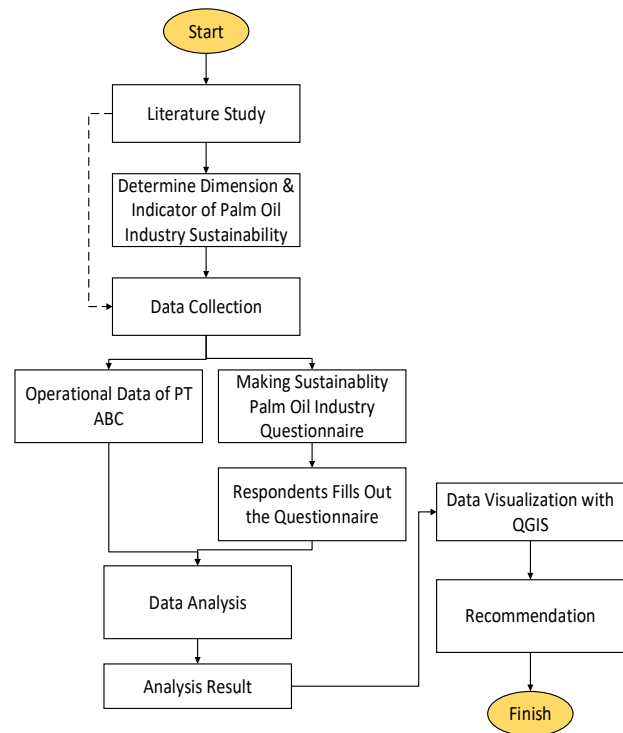 Start
Literature Study
Determine Dimension &
Indicator of Palm Oil
Industry Sustainability
Data Collection
Operational Data of PT
ABC
Making Sustainablity
Palm Oil Industry
Questionnaire
Respondents Fills Out
the Questionnaire
Data Analysis
Analysis Result
Data Visualization with
QGIS
Recommendation
Finish